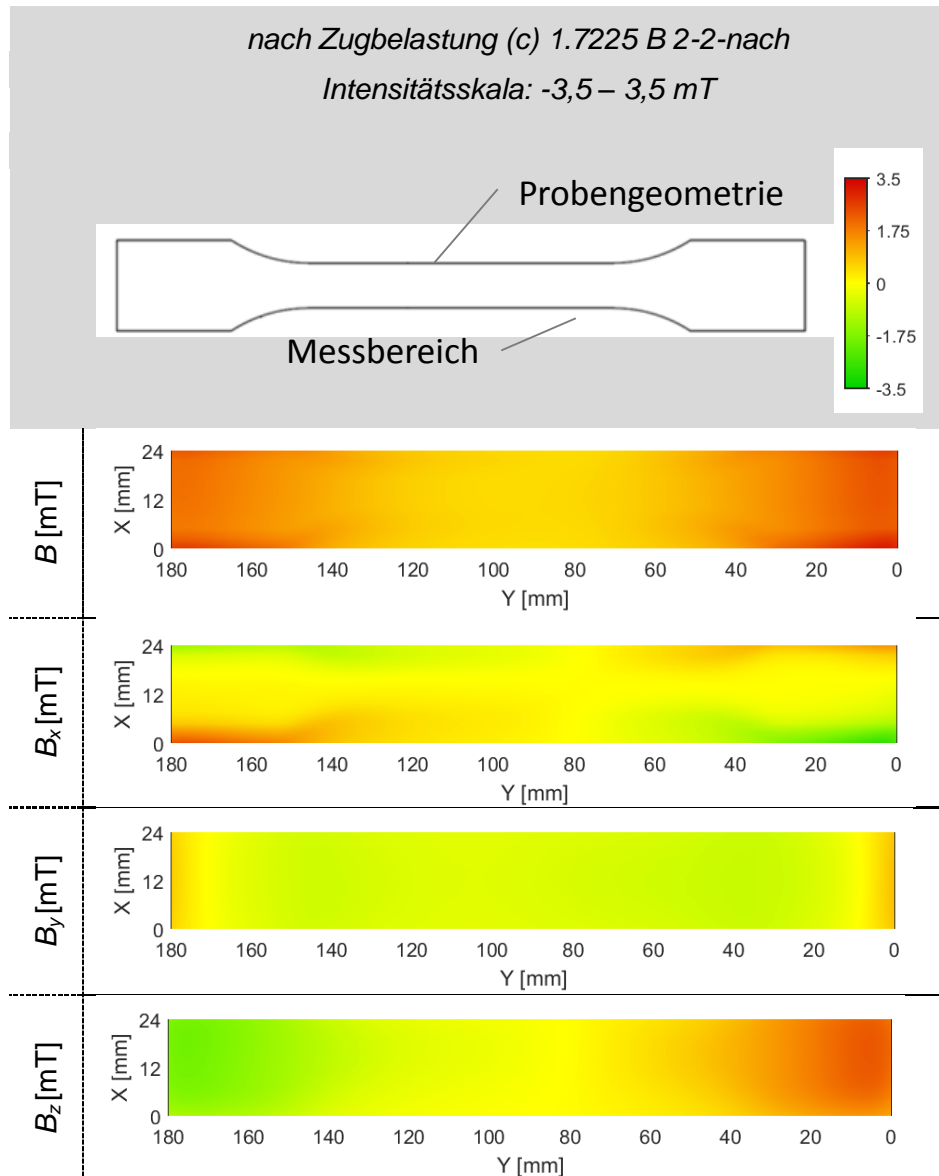 nach Zugbelastung (c) 1.7225 B 2-2-nach
Intensitätsskala: -3,5 – 3,5 mT
Probengeometrie
Messbereich
3.5
1.75
0
-1.75
-3.5
B [mT]
X [mm]
24
12
0
180 160 140 120 100 80 60 40 20 0
Y [mm]
Bx [mT]
X [mm]
24
12
0
180 160 140 120 100 80 60 40 20 0
Y [mm]
By [mT]
X [mm]
24
12
0
180 160 140 120 100 80 60 40 20 0
Y [mm]
Bz [mT]
X [mm]
24
12
0
180 160 140 120 100 80 60 40 20 0
Y [mm]